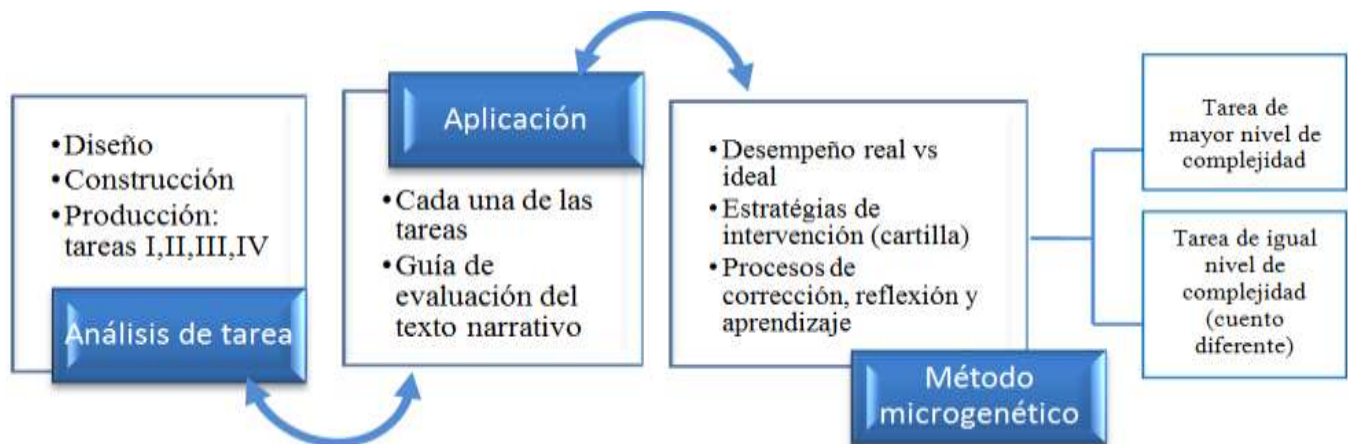 •Diseño
•Construcción
•Producción:
tareas I,II,III,IV
Análisis de tarea
Aplicación
•Cada una de las
tareas
•Guía de
evaluación del
texto narrativo
•Desempeño real vs
ideal
•Estratégias de
intervención (cartilla)
•Procesos de
corrección, reflexión y
aprendizaje
Método
microgenético
Tarea de
mayor nivel de
complejidad
Tarea de igual
nivel de
complejidad
(cuento
diferente)